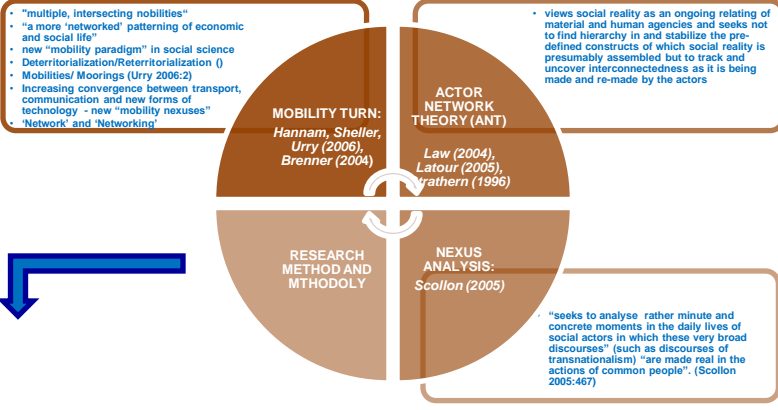 • "multiple, intersecting nobilities“
• “a more ‘networked’ patterning of economic
and social life”
• new “mobility paradigm” in social science
• Deterritorialization/Reterritorialization ()
• Mobilities/ Moorings (Urry 2006:2)
• Increasing convergence between transport,
communication and new forms of
technology - new “mobility nexuses”
• ‘Network’ and ‘Networking’
• views social reality as an ongoing relating of
material and human agencies and seeks not
to find hierarchy in and stabilize the pre-
defined constructs of which social reality is
presumably assembled but to track and
uncover interconnectedness as it is being
made and re-made by the actors
MOBILITY TURN:
Hannam, Sheller,
Urry (2006),
Brenner (2004)
ACTOR
NETWORK
THEORY (ANT)
Law (2004),
Latour (2005),
trathern (1996)
RESEARCH
METHOD AND
MTHODOLY
NEXUS
ANALYSIS:
Scollon (2005)
• “seeks to analyse rather minute and
concrete moments in the daily lives of
social actors in which these very broad
discourses” (such as discourses of
transnationalism) “are made real in the
actions of common people”. (Scollon
2005:467)